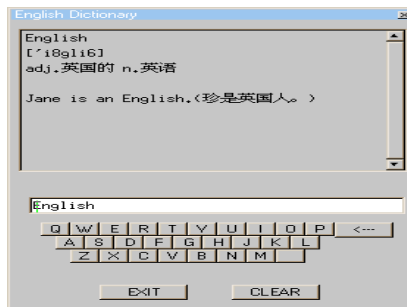 English Dictionary
English
[´i8gli6]
adj.英国的 n.英语
Jane is an English.(珍是英国人。)
English
Q W E R T Y U I O P <---
A S D F G H J K L
Z X C V B N M
EXIT CLEAR